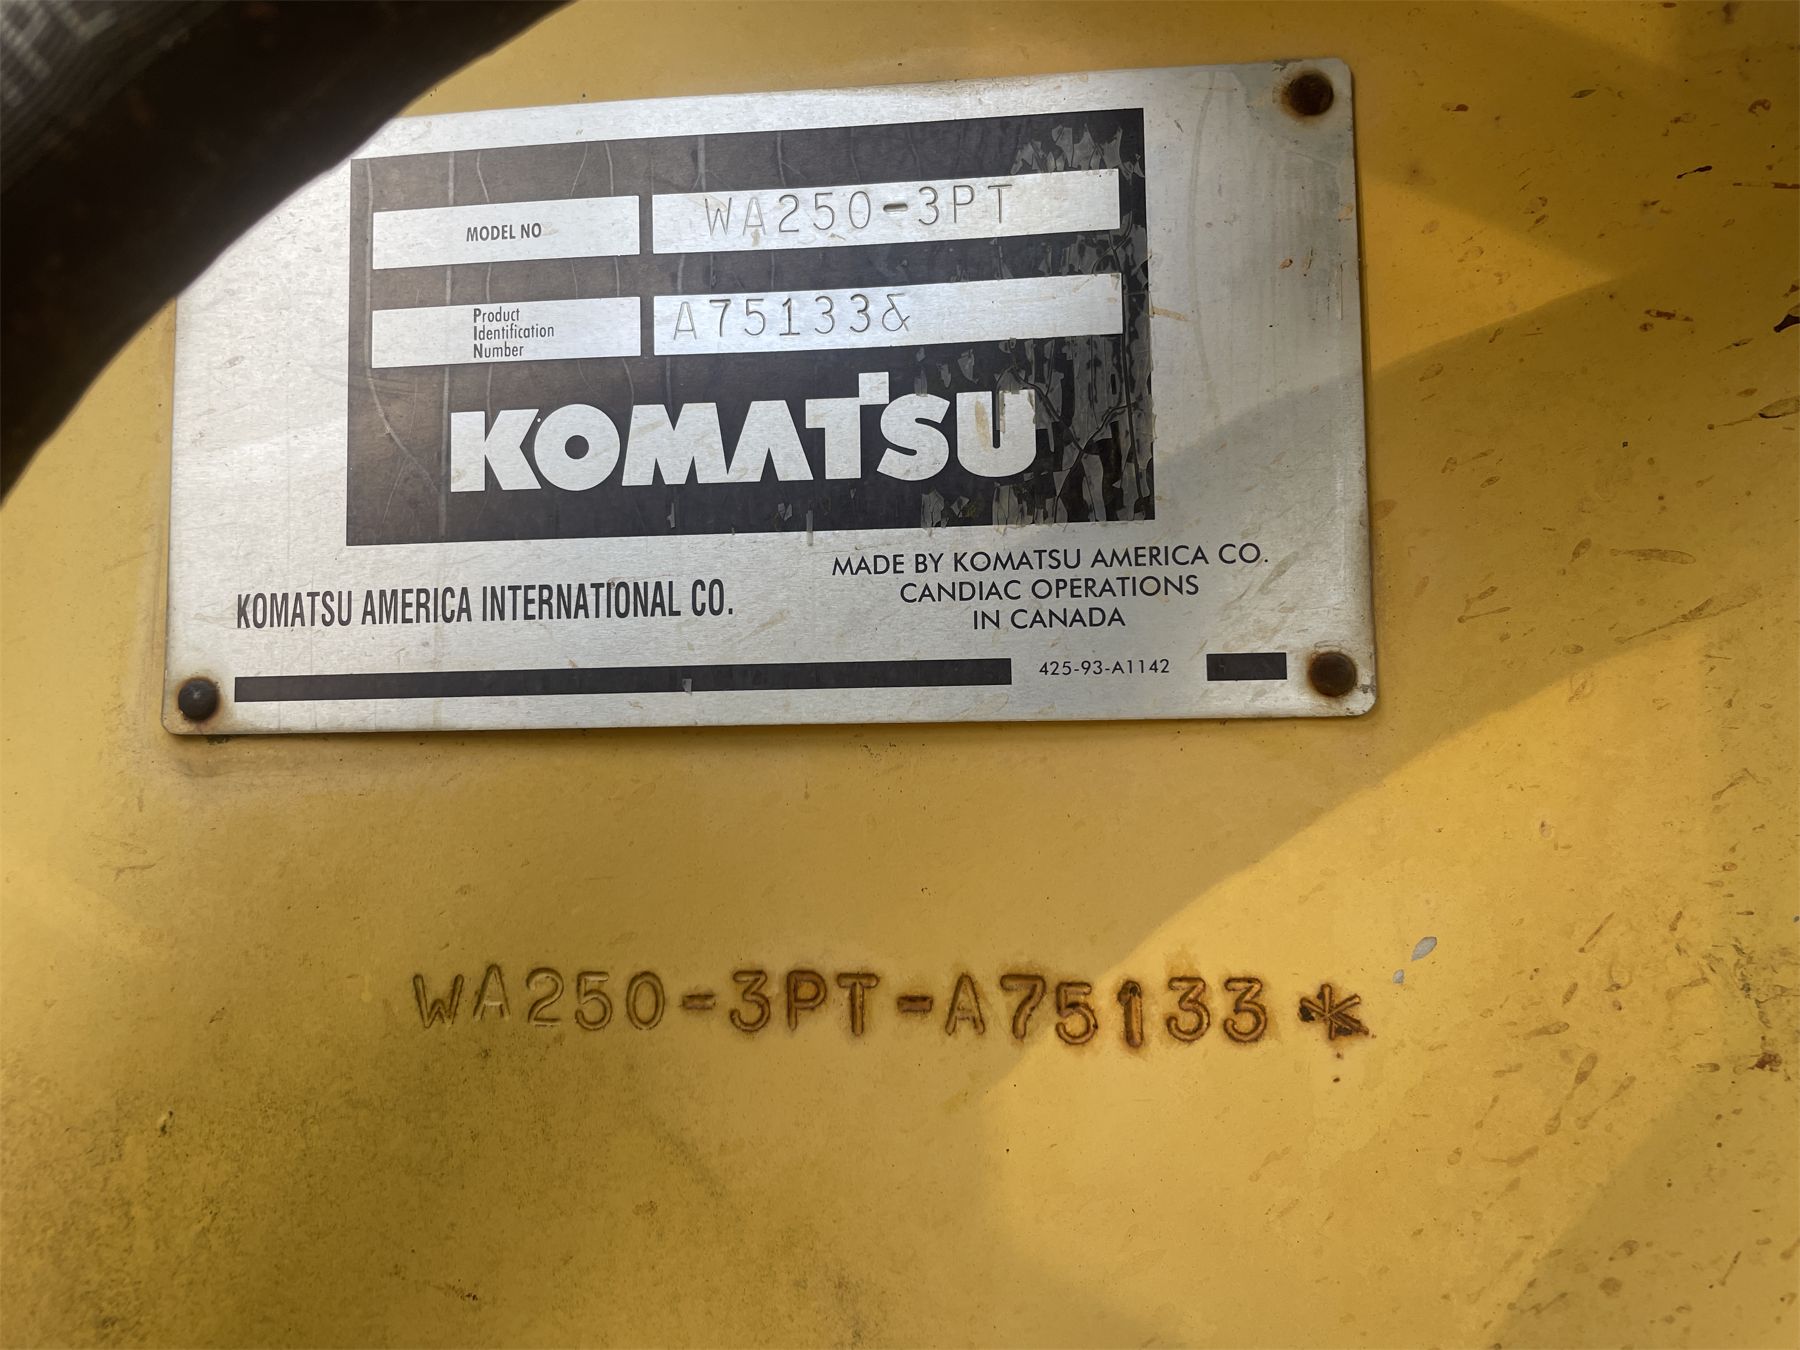 MODEL NO
WA250-3PT
Product
Identification
Number
A75133&
KOMATSU
KOMATSU AMERICA INTERNATIONAL CO.
MADE BY KOMATSU AMERICA CO.
CANDIAC OPERATIONS
IN CANADA
425-93-A1142
WA250-3PT-A75133*